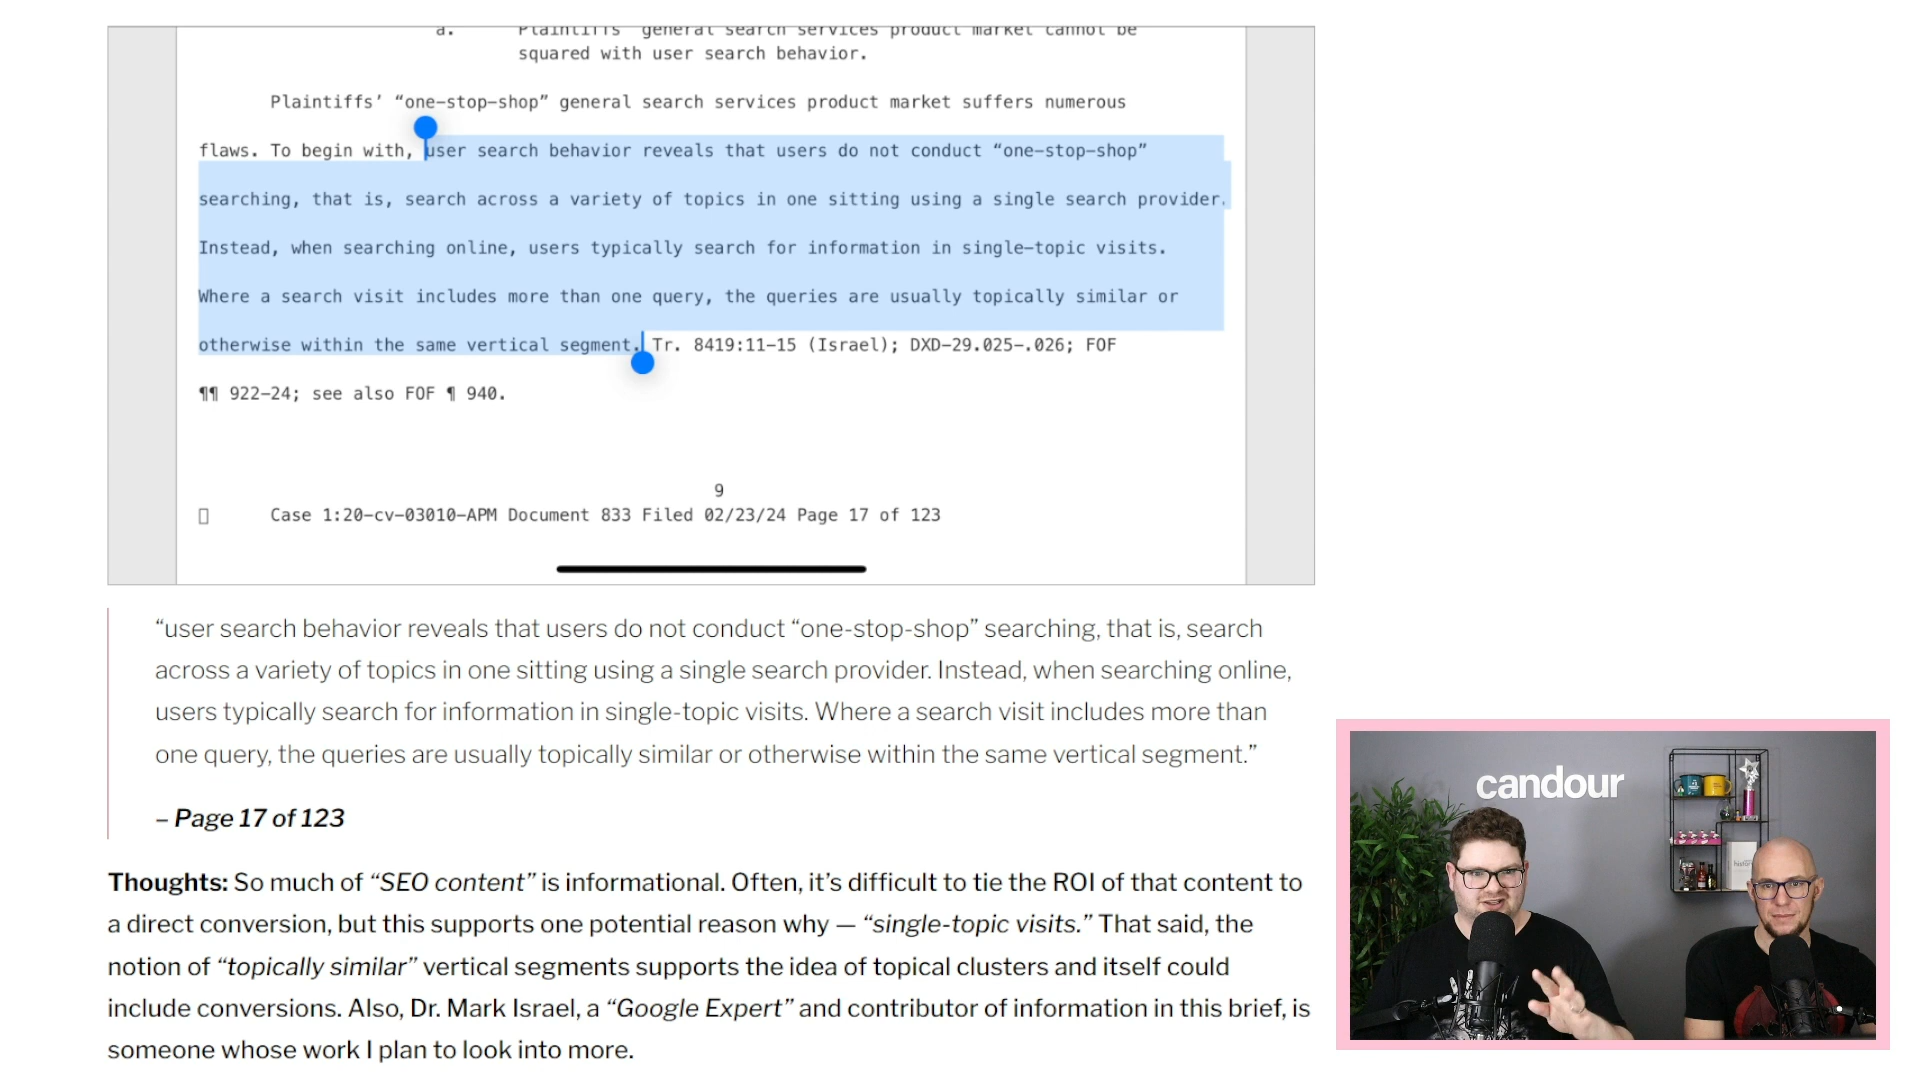 a. Plaintiffs' general search services product market cannot be
squared with user search behavior.
Plaintiffs’ “one-stop-shop” general search services product market suffers numerous
flaws. To begin with, user search behavior reveals that users do not conduct “one-stop-shop”
searching, that is, search across a variety of topics in one sitting using a single search provider.
Instead, when searching online, users typically search for information in single-topic visits.
Where a search visit includes more than one query, the queries are usually topically similar or
otherwise within the same vertical segment. Tr. 8419:11-15 (Israel); DXD-29.025-.026; FOF
¶¶ 922-24; see also FOF ¶ 940.
9
Case 1:20-cv-03010-APM Document 833 Filed 02/23/24 Page 17 of 123
“user search behavior reveals that users do not conduct “one-stop-shop” searching, that is, search
across a variety of topics in one sitting using a single search provider. Instead, when searching online,
users typically search for information in single-topic visits. Where a search visit includes more than
one query, the queries are usually topically similar or otherwise within the same vertical segment.”
– Page 17 of 123
Thoughts: So much of “SEO content” is informational. Often, it’s difficult to tie the ROI of that content to
a direct conversion, but this supports one potential reason why — “single-topic visits.” That said, the
notion of “topically similar” vertical segments supports the idea of topical clusters and itself could
include conversions. Also, Dr. Mark Israel, a “Google Expert” and contributor of information in this brief, is
someone whose work I plan to look into more.
candour